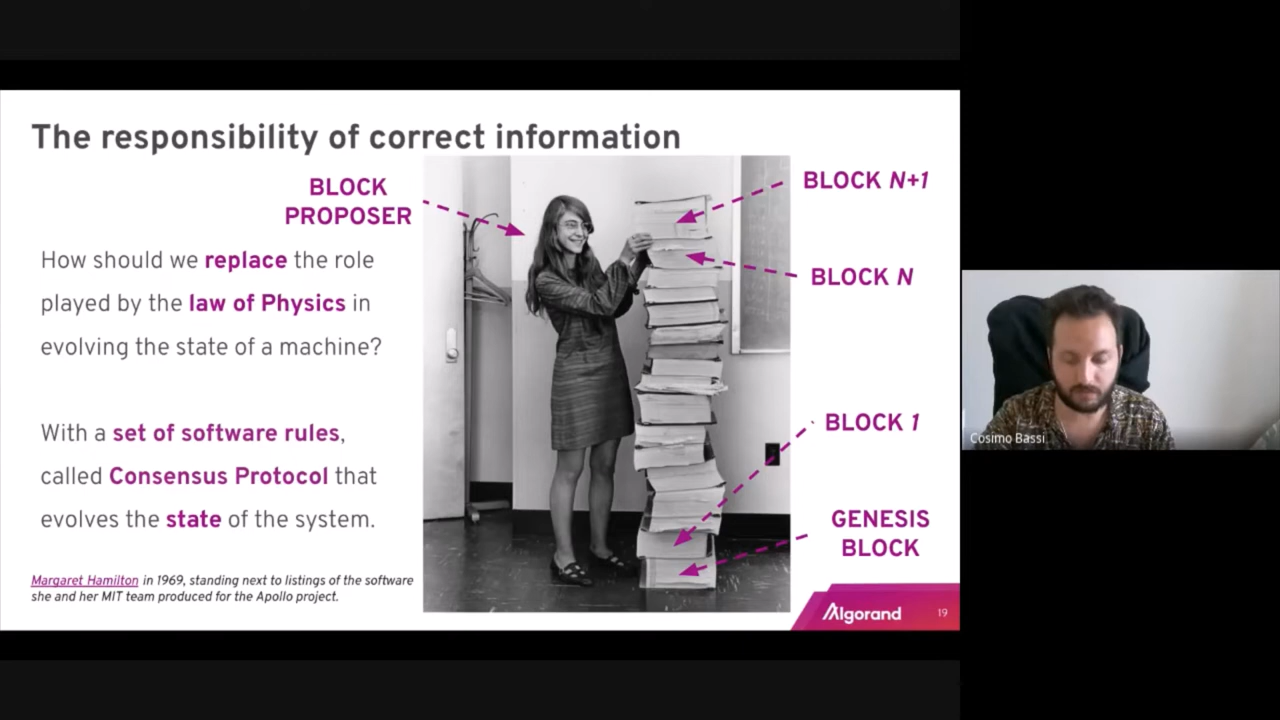 The responsibility of correct information
BLOCK
PROPOSER
BLOCK N+1
How should we replace the role
played by the law of Physics in
evolving the state of a machine?
BLOCK N
With a set of software rules,
called Consensus Protocol that
evolves the state of the system.
BLOCK 1
GENESIS
BLOCK
Margaret Hamilton in 1969, standing next to listings of the software
she and her MIT team produced for the Apollo project.
Algorand
19
Cosimo Bassi